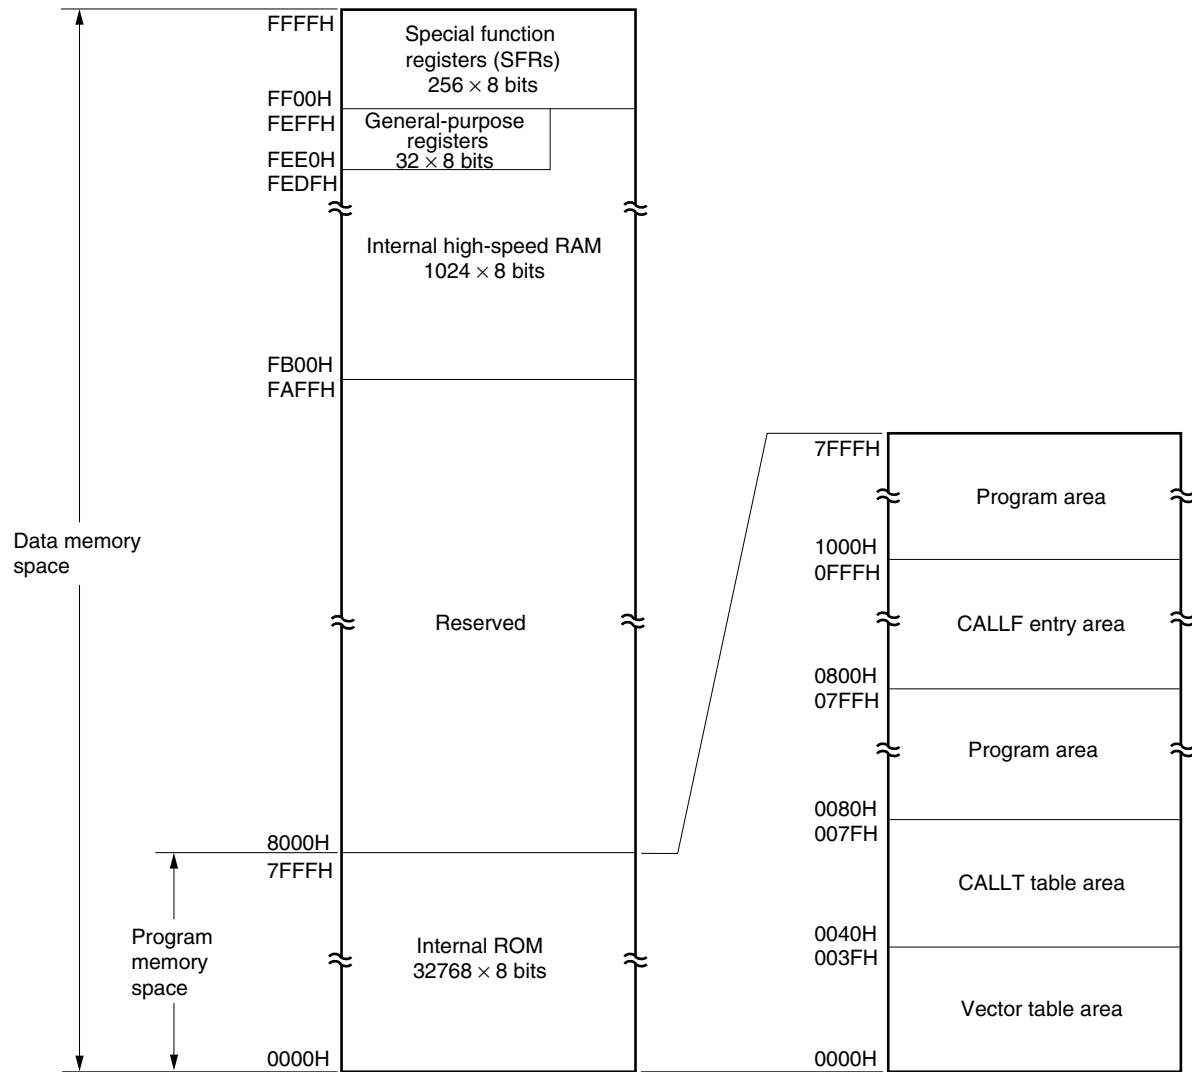 FFFFH
Special function
registers (SFRs)
256 × 8 bits
FF00H
FEFFH
General-purpose
registers
32 × 8 bits
FEE0H
FEDFH
Internal high-speed RAM
1024 × 8 bits
FB00H
FAFFH
Data memory
space
Reserved
8000H
7FFFH
Program
memory
space
Internal ROM
32768 × 8 bits
0000H
7FFFH
Program area
1000H
0FFFH
CALLF entry area
0800H
07FFH
Program area
0080H
007FH
CALLT table area
0040H
003FH
Vector table area
0000H